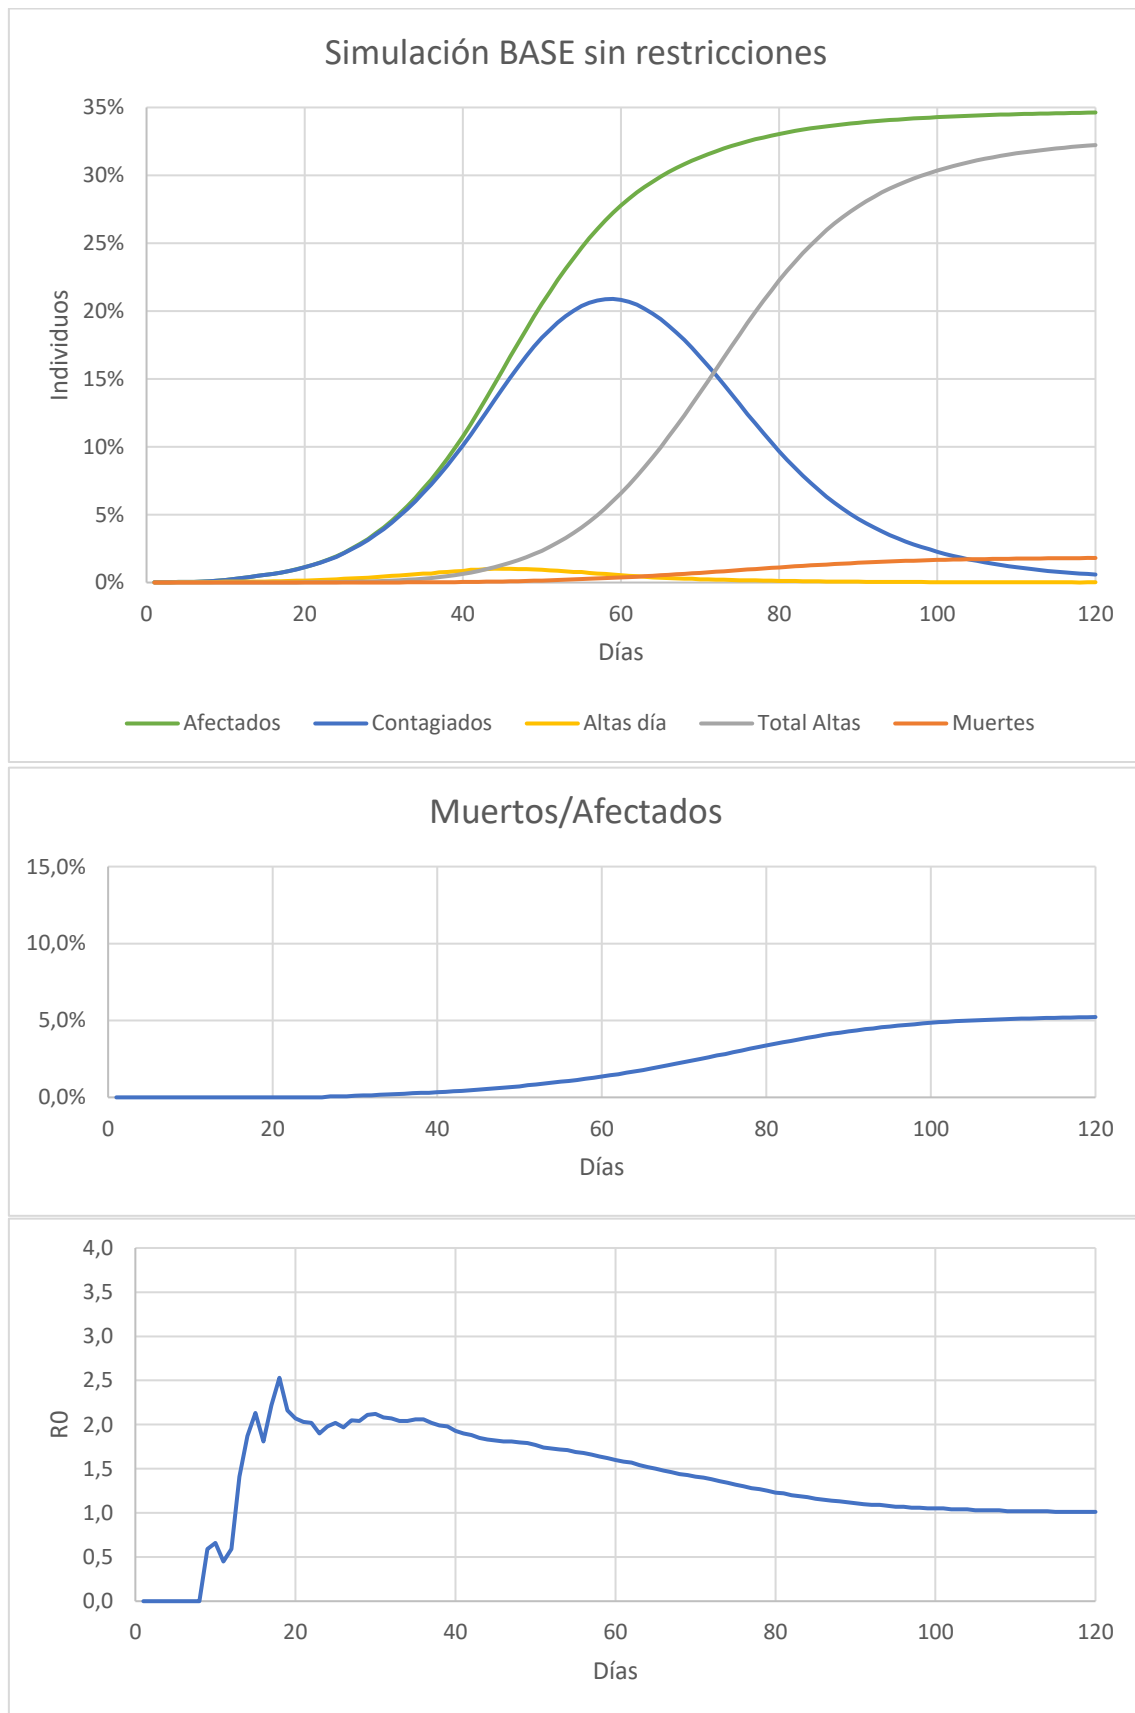 Simulación BASE sin restricciones
35%
30%
25%
20%
15%
10%
5%
0%
Individuos
0 20 40 60 80 100 120
Días
Afectados Contagiados Altas día Total Altas Muertes
Muertos/Afectados
15,0%
10,0%
5,0%
0,0%
0 20 40 60 80 100 120
Días
4,0
3,5
3,0
2,5
2,0
1,5
1,0
0,5
0,0
R0
0 20 40 60 80 100 120
Días